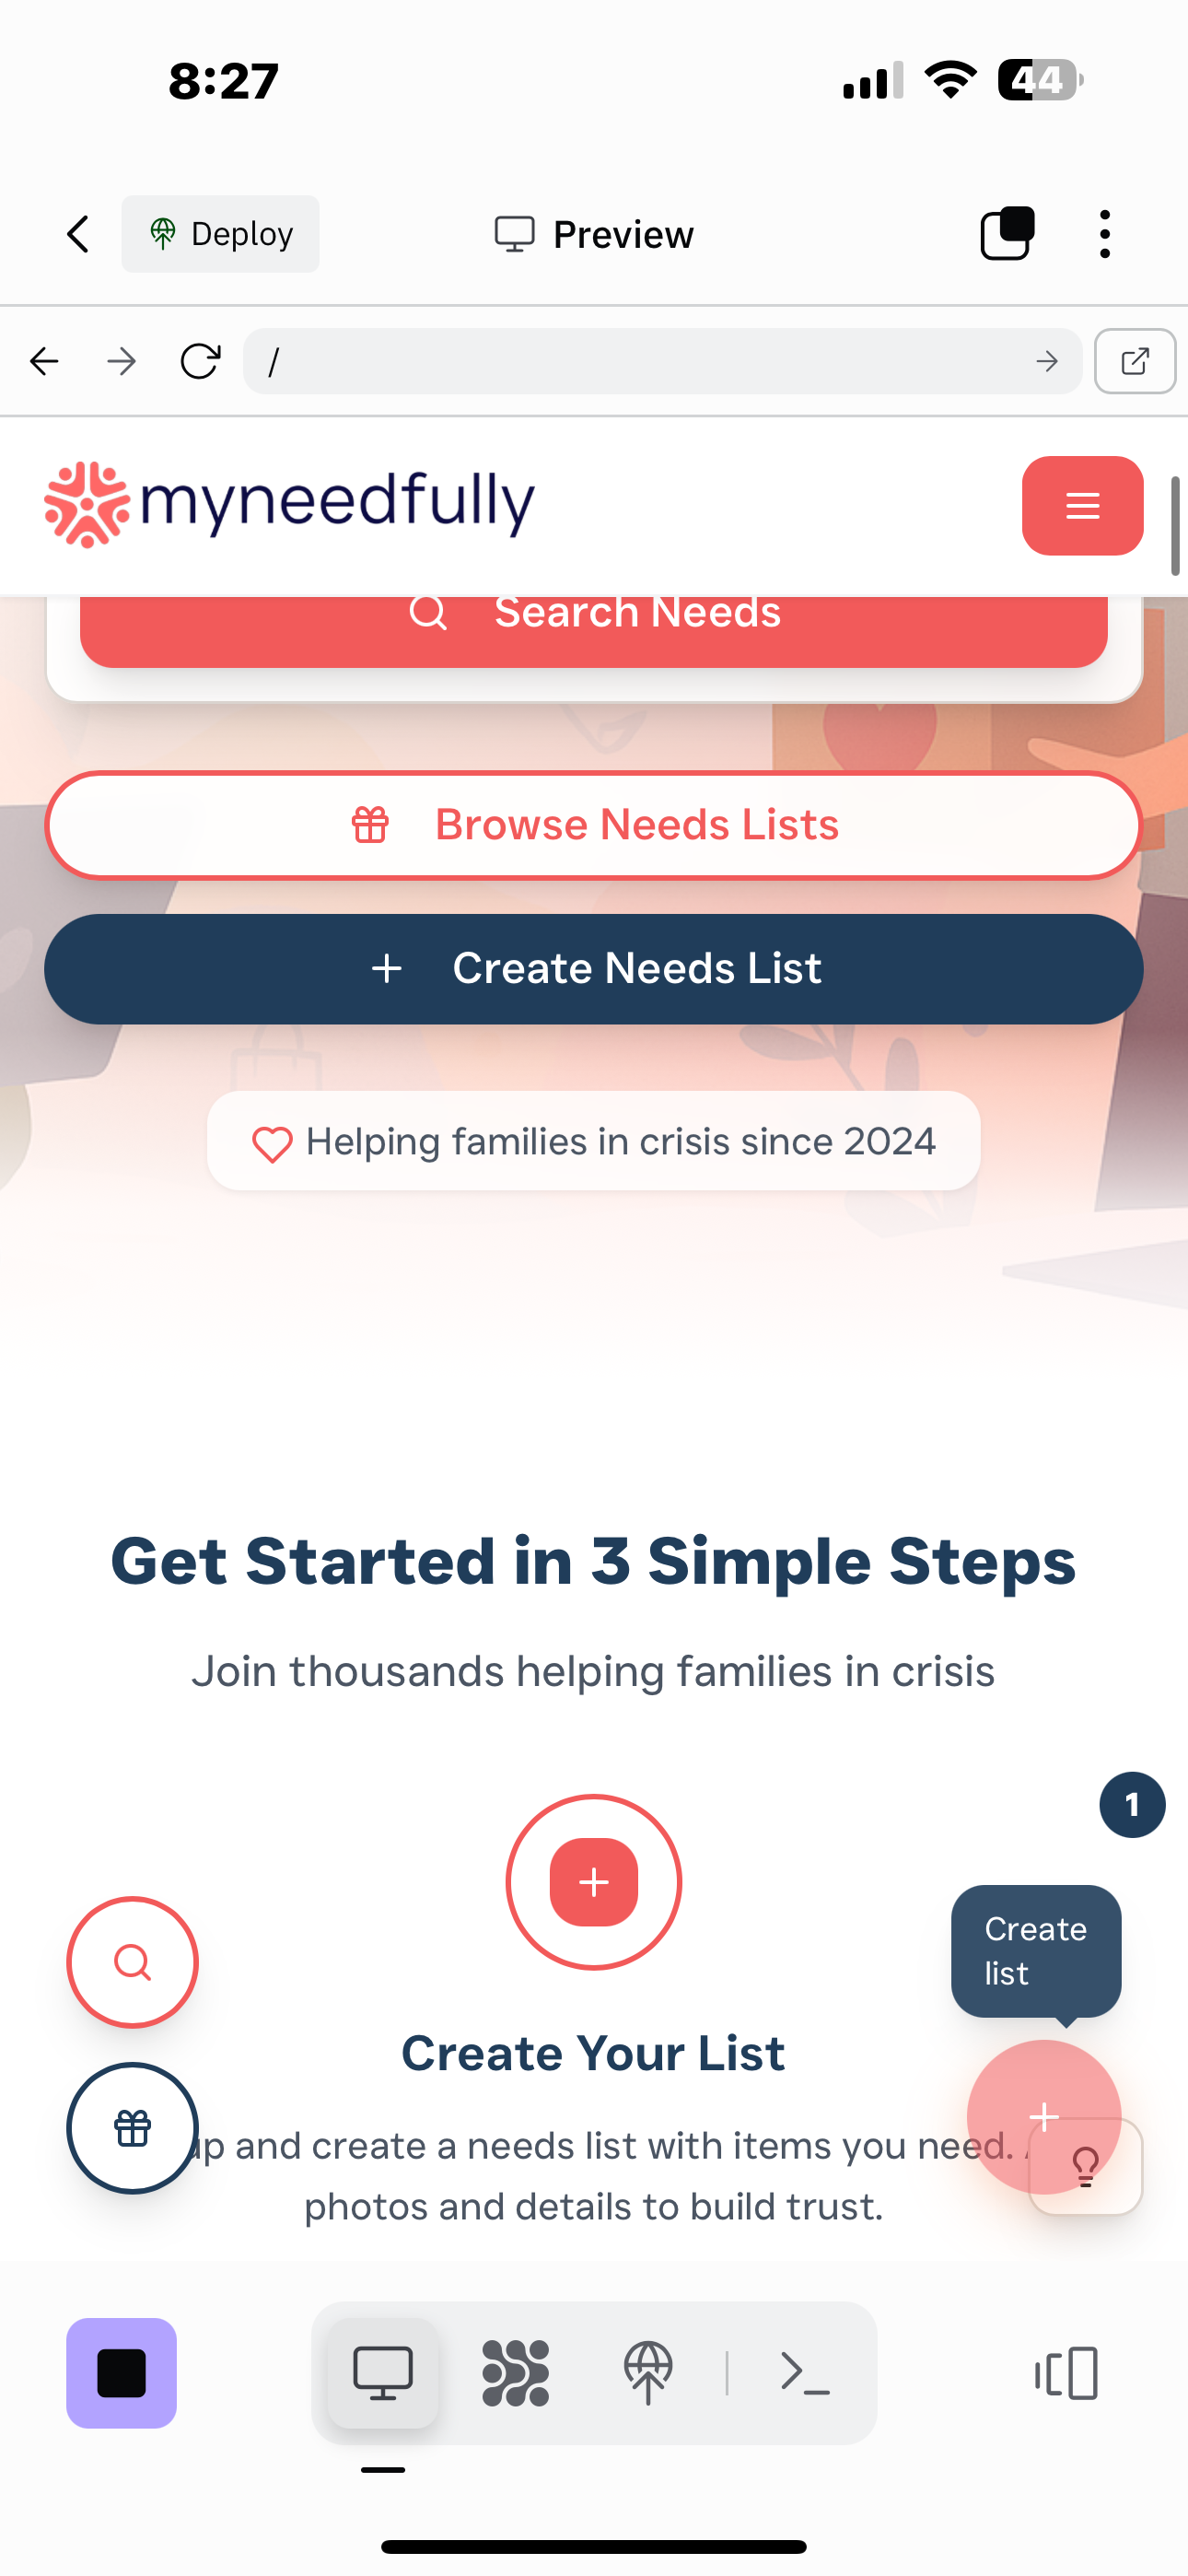 8:27
44
Deploy
Preview
/
myneedfully
Search Needs
Browse Needs Lists
Create Needs List
Helping families in crisis since 2024
Get Started in 3 Simple Steps
Join thousands helping families in crisis
1
Create
list
Create Your List
up and create a needs list with items you need.
photos and details to build trust.